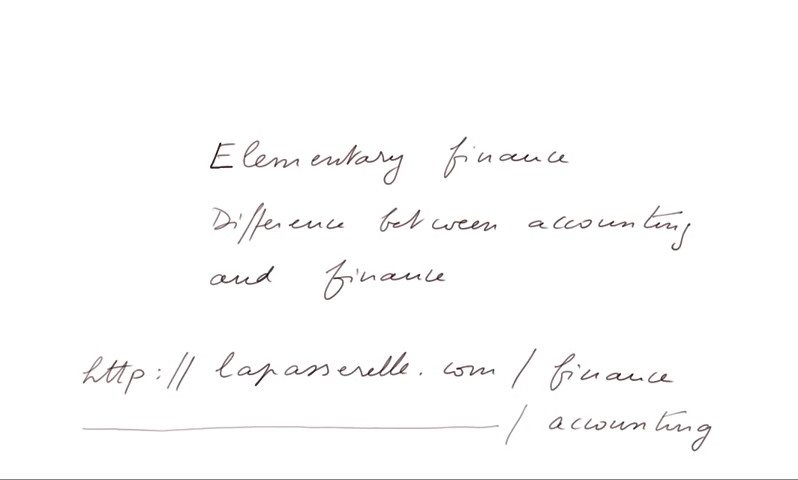 Elementary finance
Difference between accounting
and finance
http://lapasserelle.com/finance
/accounting